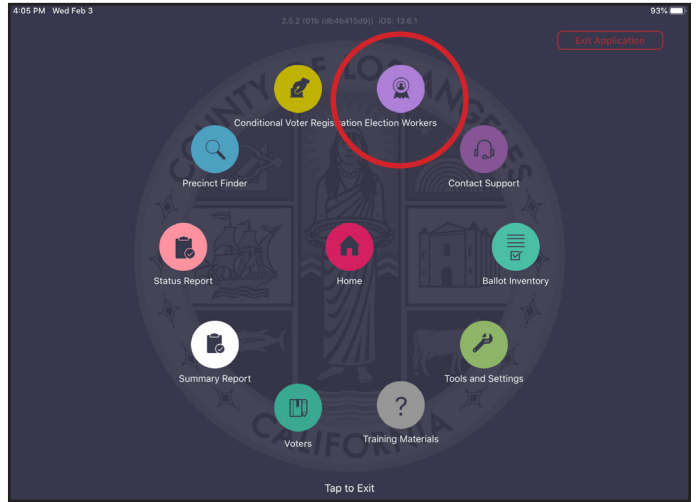 4:05 PM Wed Feb 3
93%
2.5.2 (01b (db4b415d9)) iOS: 13.6.1
Exit Application
COUNTY OF LOS ANGELES
Conditional Voter Registration
Election Workers
Precinct Finder
Contact Support
Status Report
Home
Ballot Inventory
Summary Report
Tools and Settings
Voters
?
Training Materials
CALIFORNIA
Tap to Exit